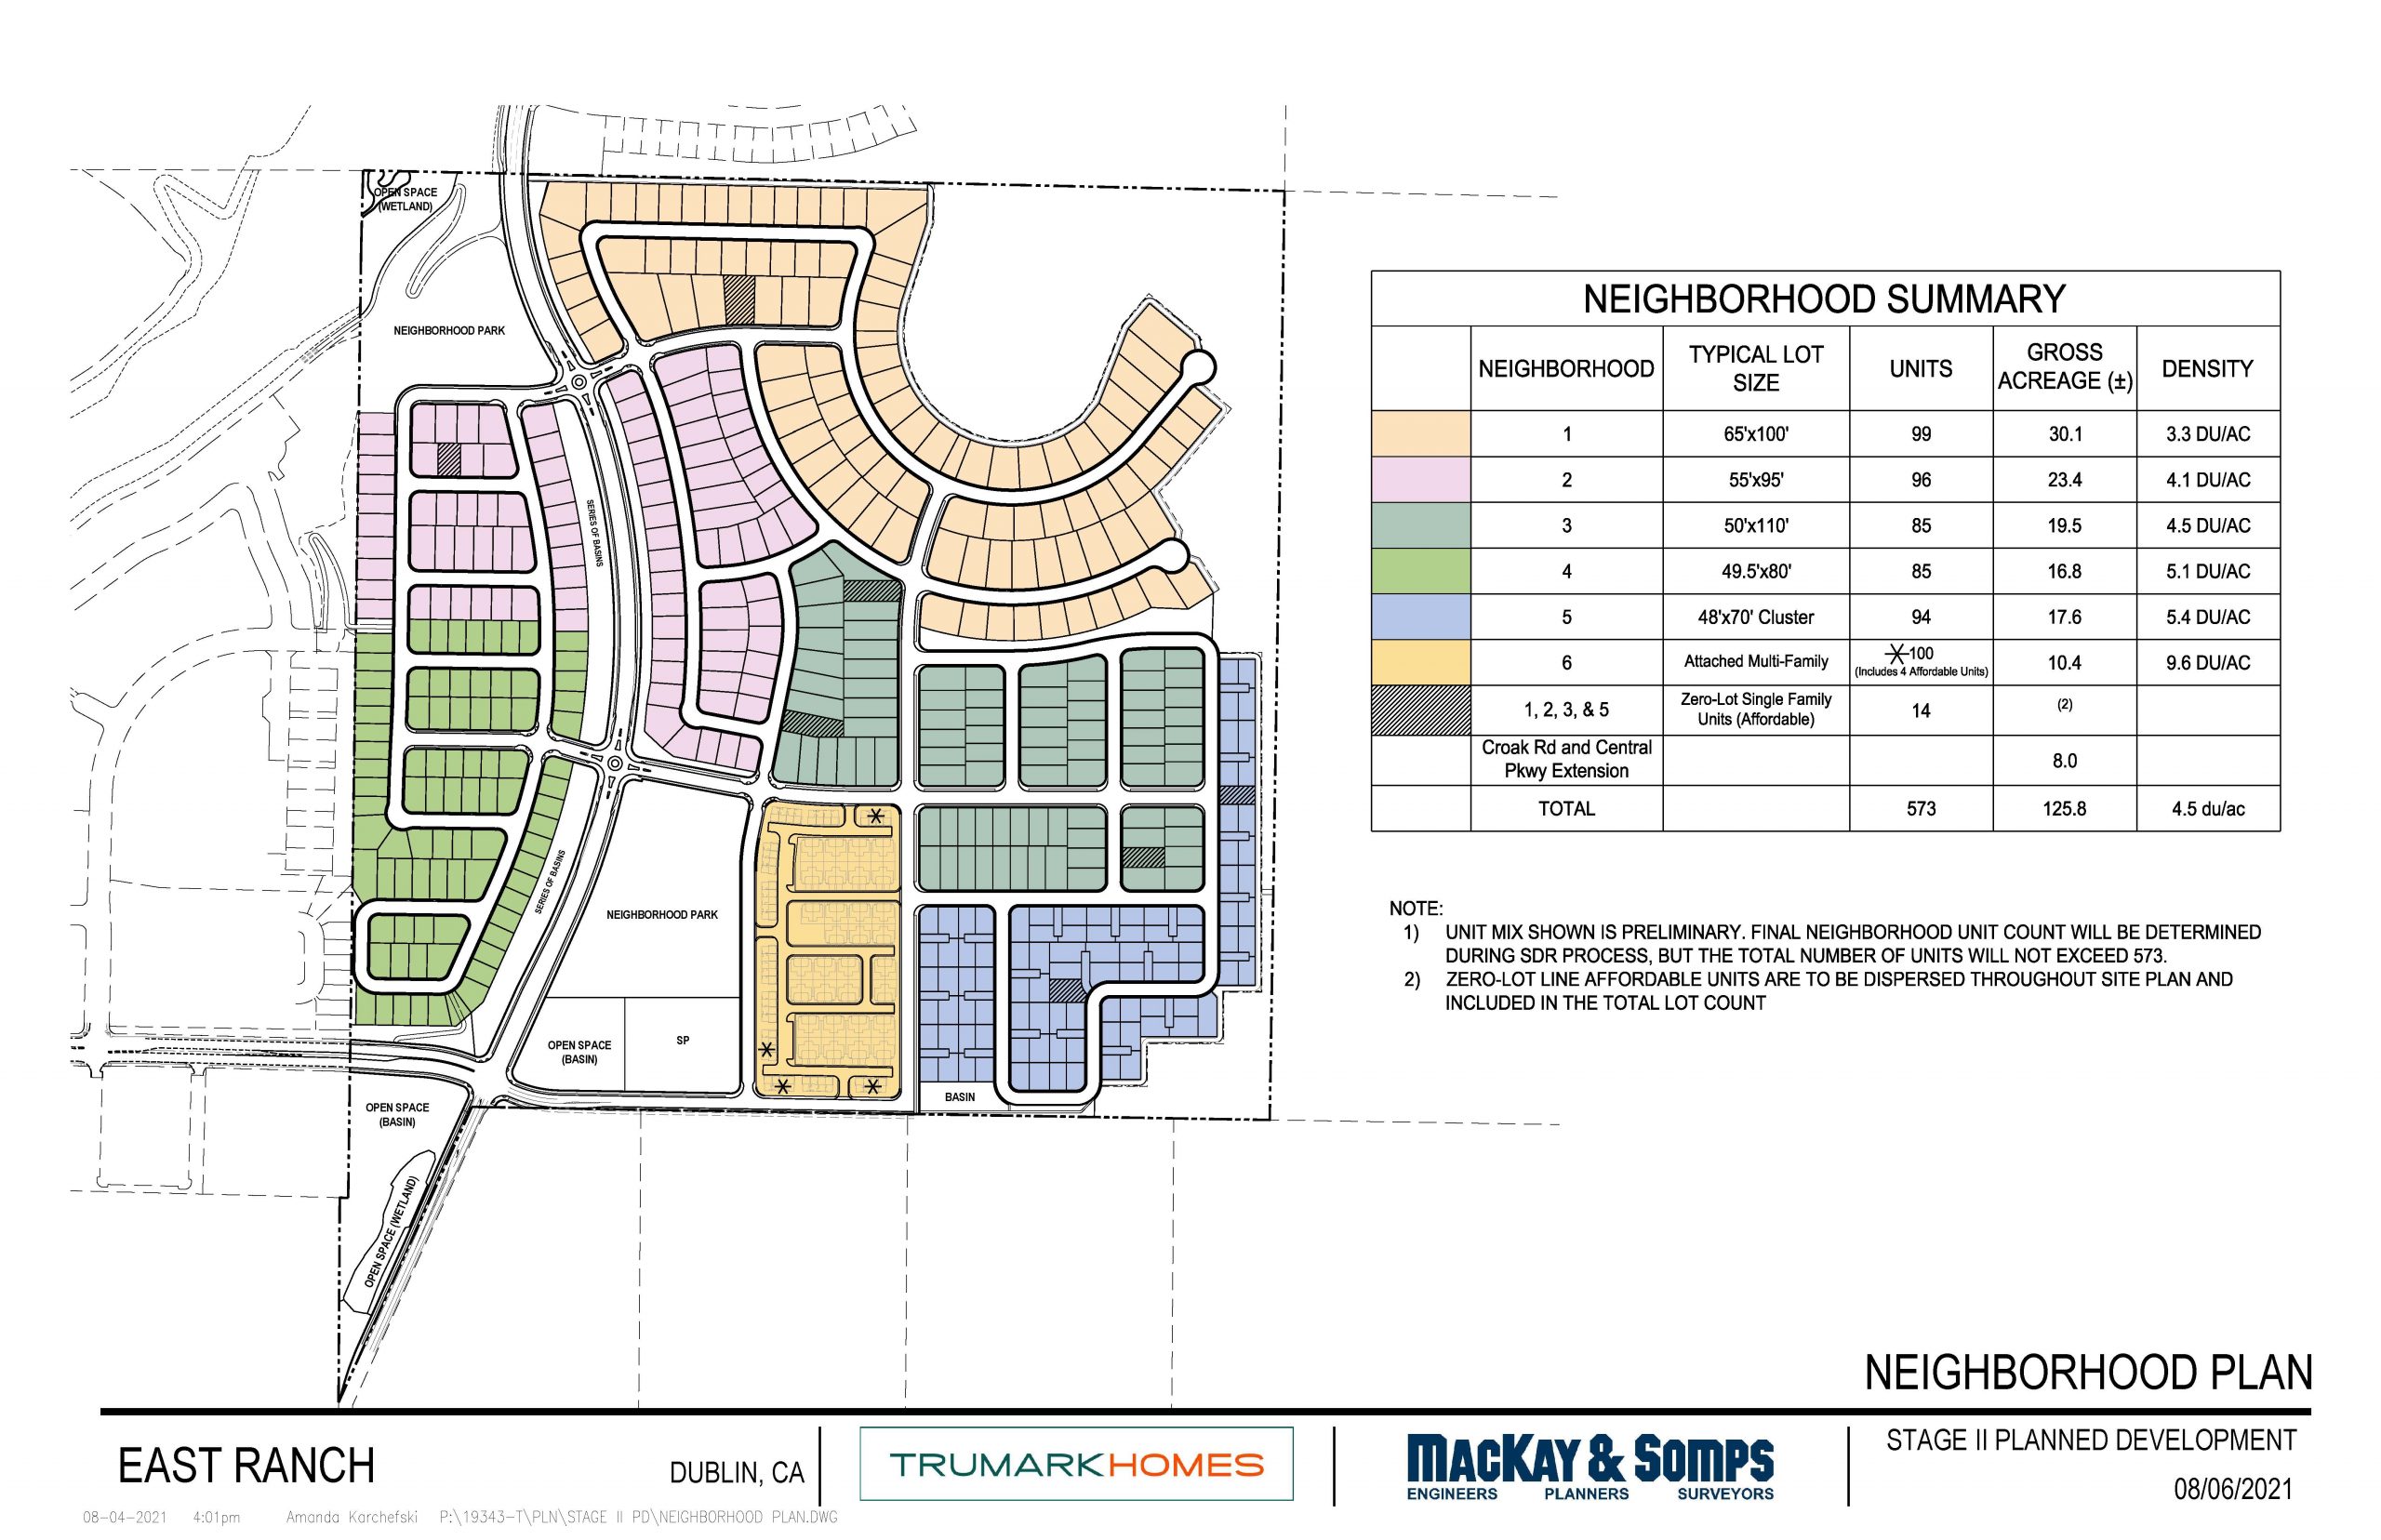 OPEN SPACE
(WETLAND)
NEIGHBORHOOD PARK
SERIES OF BASINS
SERIES OF BASINS
NEIGHBORHOOD PARK
OPEN SPACE
(BASIN)
SP
BASIN
OPEN SPACE
(BASIN)
OPEN SPACE (WETLAND)
NEIGHBORHOOD SUMMARY
NEIGHBORHOOD TYPICAL LOT SIZE UNITS GROSS ACREAGE (±) DENSITY
1 65'x100' 99 30.1 3.3 DU/AC
2 55'x95' 96 23.4 4.1 DU/AC
3 50'x110' 85 19.5 4.5 DU/AC
4 49.5'x80' 85 16.8 5.1 DU/AC
5 48'x70' Cluster 94 17.6 5.4 DU/AC
6 Attached Multi-Family 100 (Includes 4 Affordable Units) 10.4 9.6 DU/AC
1, 2, 3, & 5 Zero-Lot Single Family Units (Affordable) 14 (2)
Croak Rd and Central Pkwy Extension 8.0
TOTAL 573 125.8 4.5 du/ac
NOTE:
1) UNIT MIX SHOWN IS PRELIMINARY. FINAL NEIGHBORHOOD UNIT COUNT WILL BE DETERMINED
DURING SDR PROCESS, BUT THE TOTAL NUMBER OF UNITS WILL NOT EXCEED 573.
2) ZERO-LOT LINE AFFORDABLE UNITS ARE TO BE DISPERSED THROUGHOUT SITE PLAN AND
INCLUDED IN THE TOTAL LOT COUNT
NEIGHBORHOOD PLAN
EAST RANCH
DUBLIN, CA
TRUMARKHOMES
MACKAY & SOMPS
ENGINEERS PLANNERS SURVEYORS
STAGE II PLANNED DEVELOPMENT
08/06/2021
08-04-2021 4:01pm Amanda Karchefski P:\19343-T\PLN\STAGE II PD\NEIGHBORHOOD PLAN.DWG